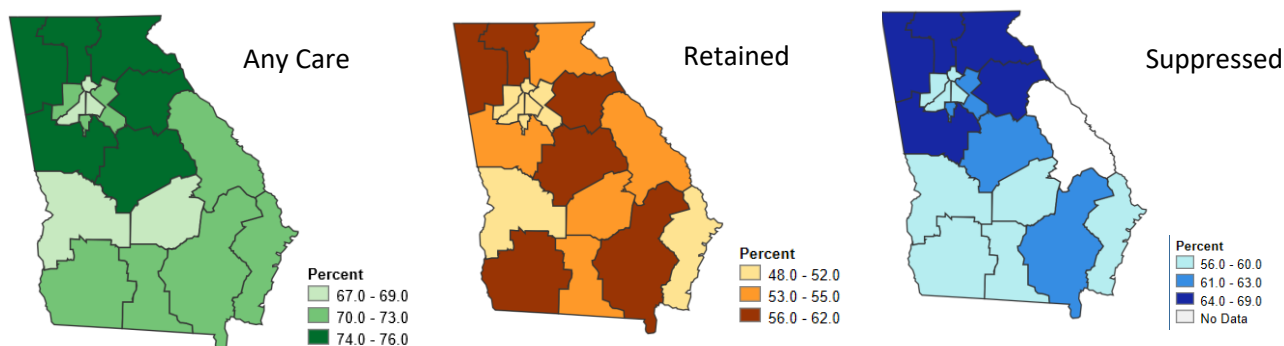 Any Care
Percent
67.0 - 69.0
70.0 - 73.0
74.0 - 76.0
Retained
Percent
48.0 - 52.0
53.0 - 55.0
56.0 - 62.0
Suppressed
Percent
56.0 - 60.0
61.0 - 63.0
64.0 - 69.0
No Data